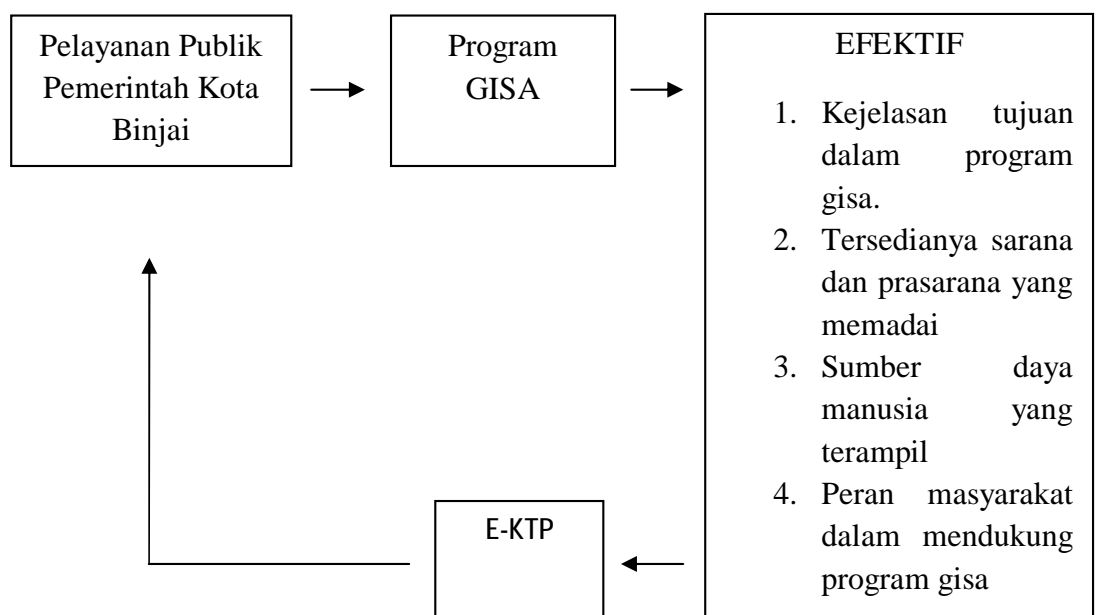 Pelayanan Publik
Pemerintah Kota
Binjai
Program
GISA
EFEKTIF
1. Kejelasan tujuan
dalam program
gisa.
2. Tersedianya sarana
dan prasarana yang
memadai
3. Sumber daya
manusia yang
terampil
4. Peran masyarakat
dalam mendukung
program gisa
E-KTP